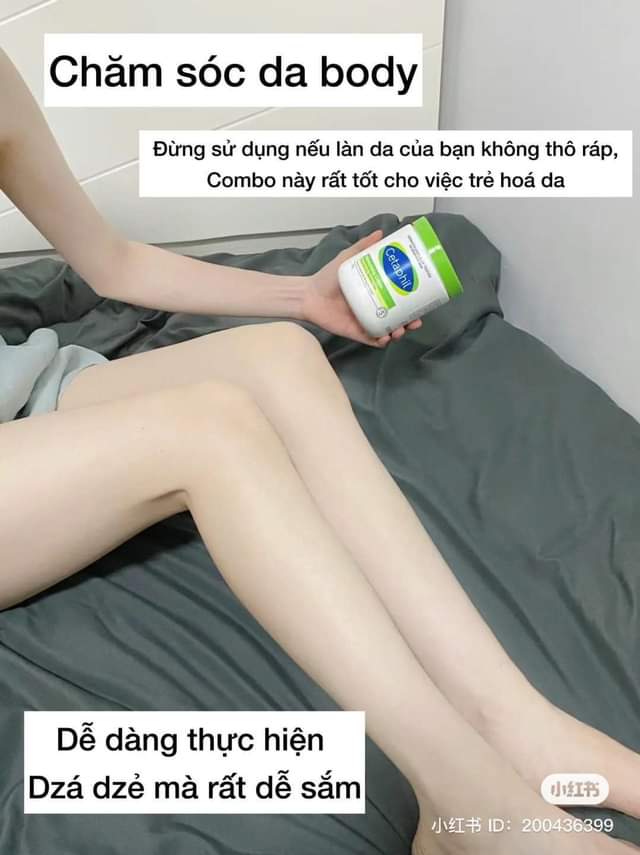 Chăm sóc da body
Đừng sử dụng nếu làn da của bạn không thô ráp,
Combo này rất tốt cho việc trẻ hoá da
Cetaphil
Dễ dàng thực hiện
Dzá dzẻ mà rất dễ sắm
小红书
小红书 ID：200436399